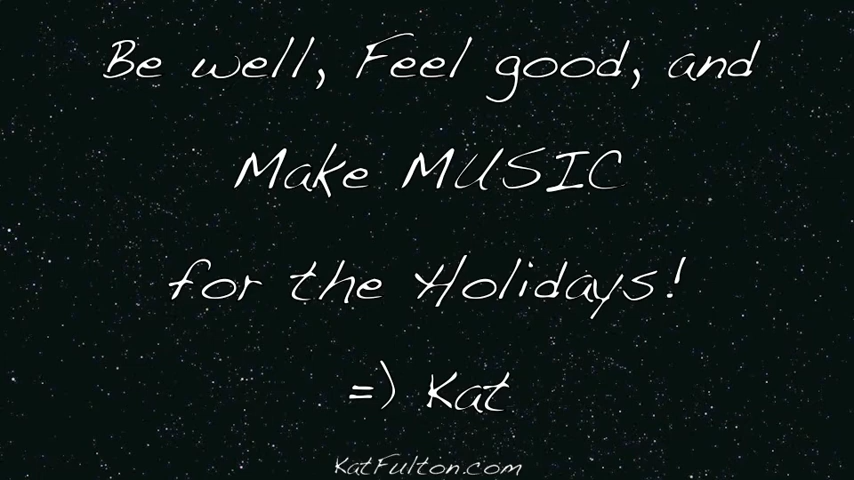 Be well, Feel good, and
Make MUSIC
for the Holidays!
=) Kat
KatFulton.com